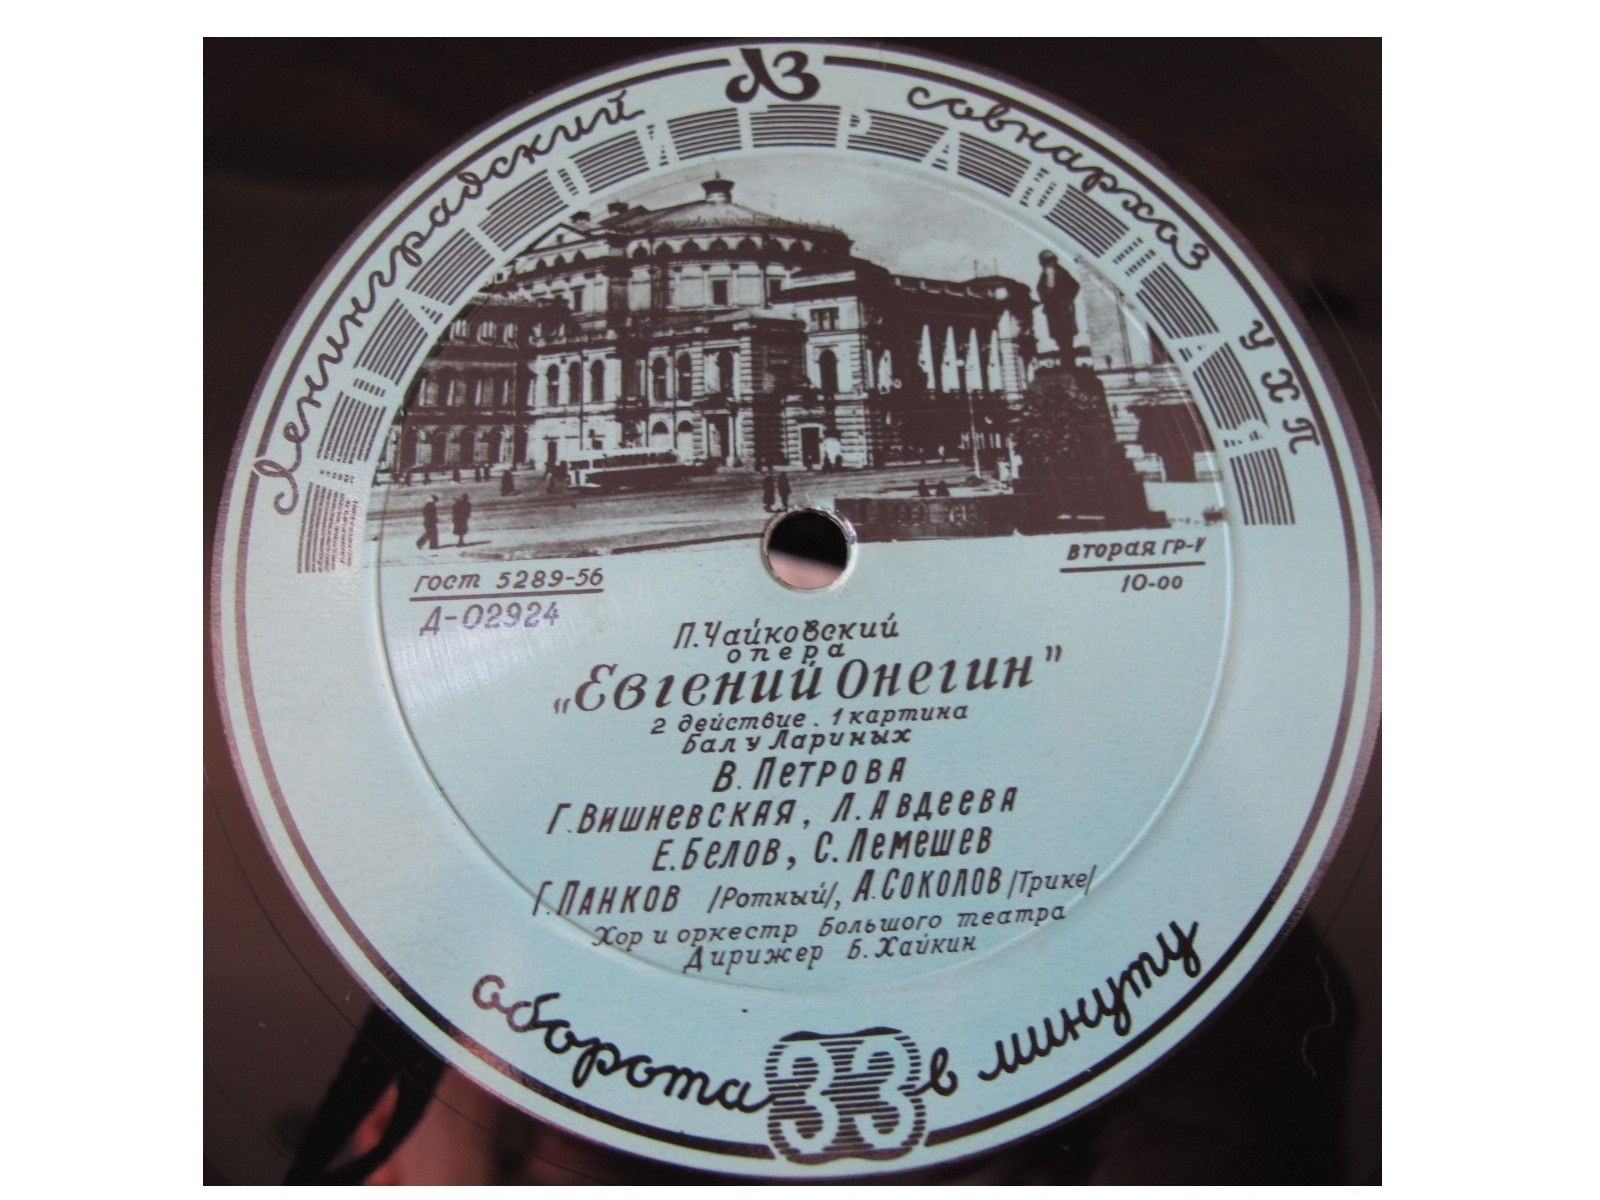 ЛЗ
Ленинградский совнархоз УХП
ГОСТ 5289-56
Д-02924
Вторая гр-V
10-00
П. Чайковский
опера
„Евгений Онегин”
2 действие. 1 картина
Бал у Лариных
В. Петрова
Г. Вишневская, Л. Авдеева
Е. Белов, С. Лемешев
Г. Панков /Ротный/, А. Соколов /Трике/
Хор и оркестр Большого театра
Дирижер Б. Хайкин
оборота 33 в минуту